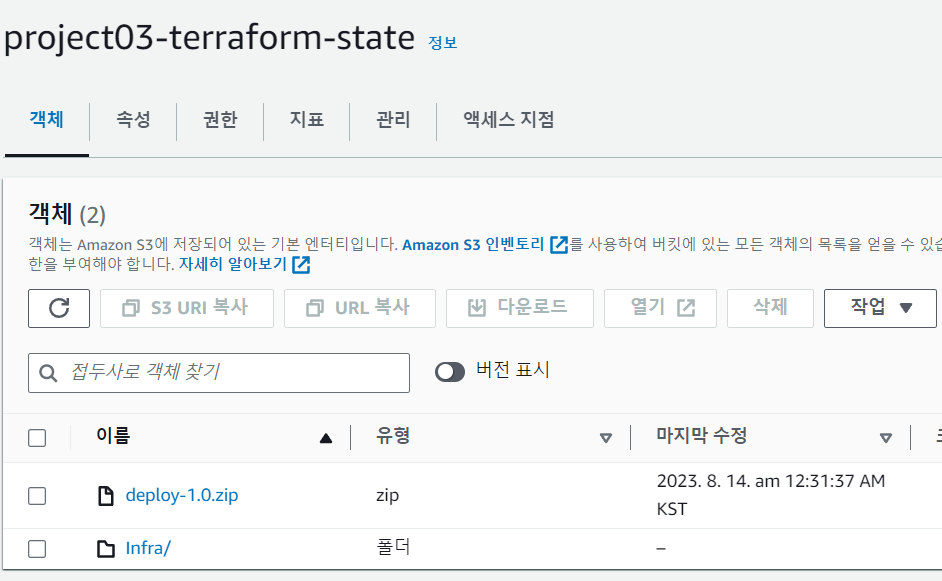 project03-terraform-state 정보
객체 속성 권한 지표 관리 액세스 지점
객체 (2)
객체는 Amazon S3에 저장되어 있는 기본 엔터티입니다. Amazon S3 인벤토리 를 사용하여 버킷에 있는 모든 객체의 목록을 얻을 수
한을 부여해야 합니다. 자세히 알아보기
S3 URI 복사 URL 복사 다운로드 열기 삭제 작업
접두사로 객체 찾기 버전 표시
이름 유형 마지막 수정
deploy-1.0.zip zip 2023. 8. 14. am 12:31:37 AM
KST
Infra/ 폴더 –